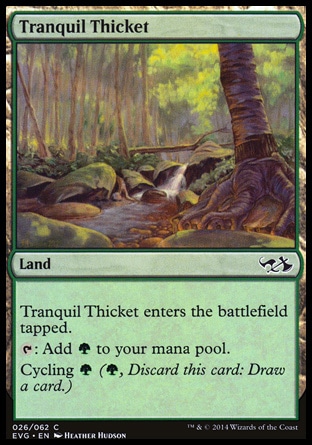 Tranquil Thicket
Land
Tranquil Thicket enters the battlefield
tapped.
: Add to your mana pool.
Cycling ( , Discard this card: Draw
a card.)
026/062 C
EVG • EN Heather Hudson
™ & © 2014 Wizards of the Coast